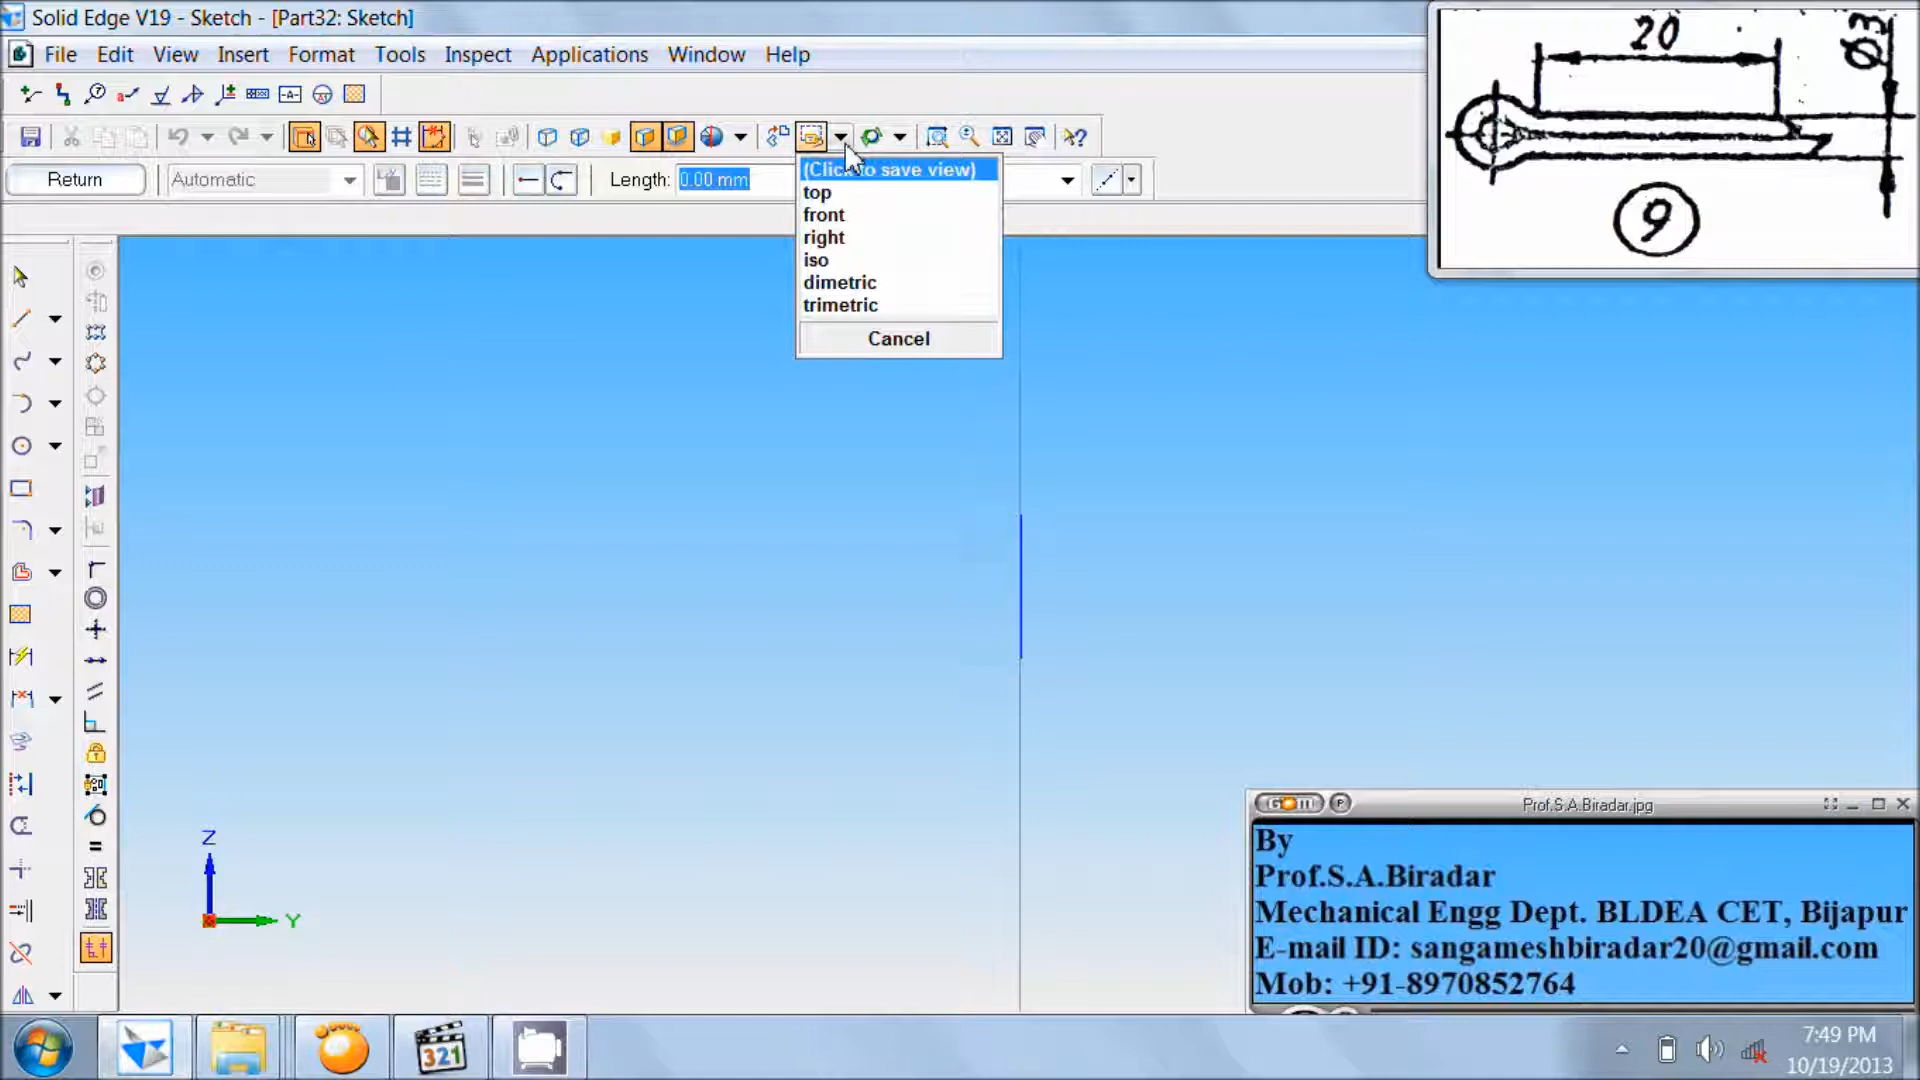 Solid Edge V19 - Sketch - [Part32: Sketch]
File Edit View Insert Format Tools Inspect Applications Window Help
Return
Automatic
Length: 0.00 mm
(Click to save view)
top
front
right
iso
dimetric
trimetric
Cancel
20
Ø3
9
Z
Y
Prof.S.A.Biradar.jpg
By
Prof.S.A.Biradar
Mechanical Engg Dept. BLDEA CET, Bijapur
E-mail ID: sangameshbiradar20@gmail.com
Mob: +91-8970852764
321
7:49 PM
10/19/2013